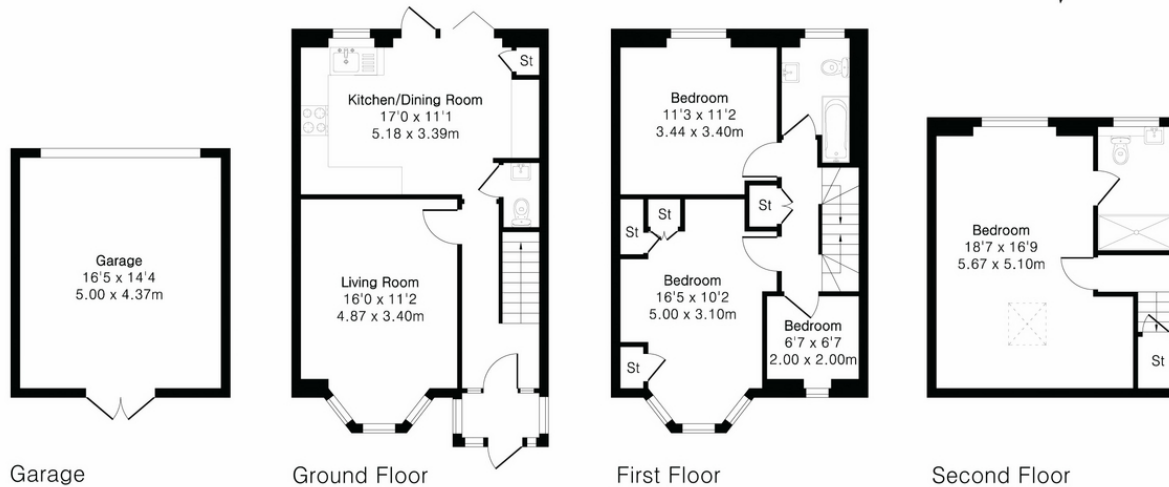 Garage
16'5 x 14'4
5.00 x 4.37m
Garage
St
Kitchen/Dining Room
17'0 x 11'1
5.18 x 3.39m
Living Room
16'0 x 11'2
4.87 x 3.40m
Ground Floor
Bedroom
11'3 x 11'2
3.44 x 3.40m
St
St
St
Bedroom
16'5 x 10'2
5.00 x 3.10m
Bedroom
6'7 x 6'7
2.00 x 2.00m
St
First Floor
Bedroom
18'7 x 16'9
5.67 x 5.10m
St
Second Floor